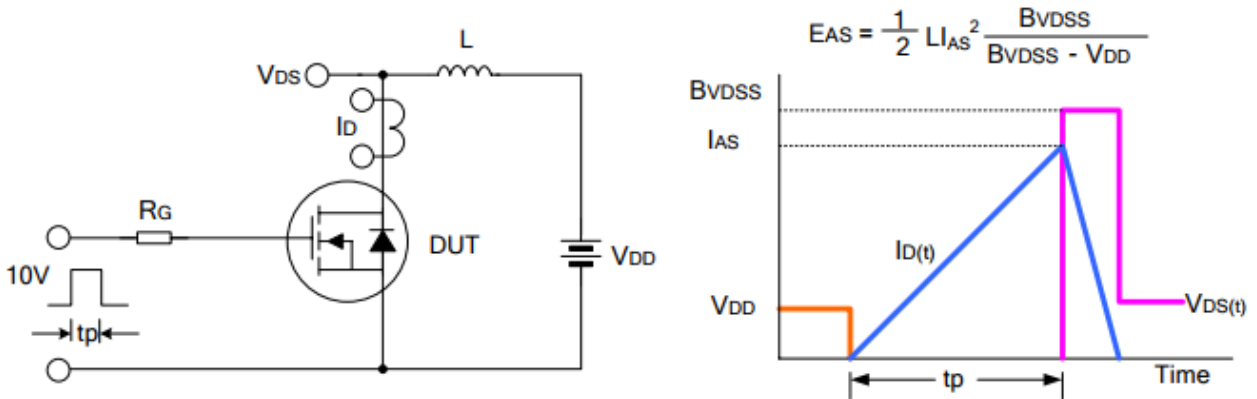 VDS
L
ID
RG
10V
tp
DUT
VDD
EAS = 1/2 LIAS² BVDSS / BVDSS - VDD
BVDSS
IAS
ID(t)
VDD
VDS(t)
tp
Time